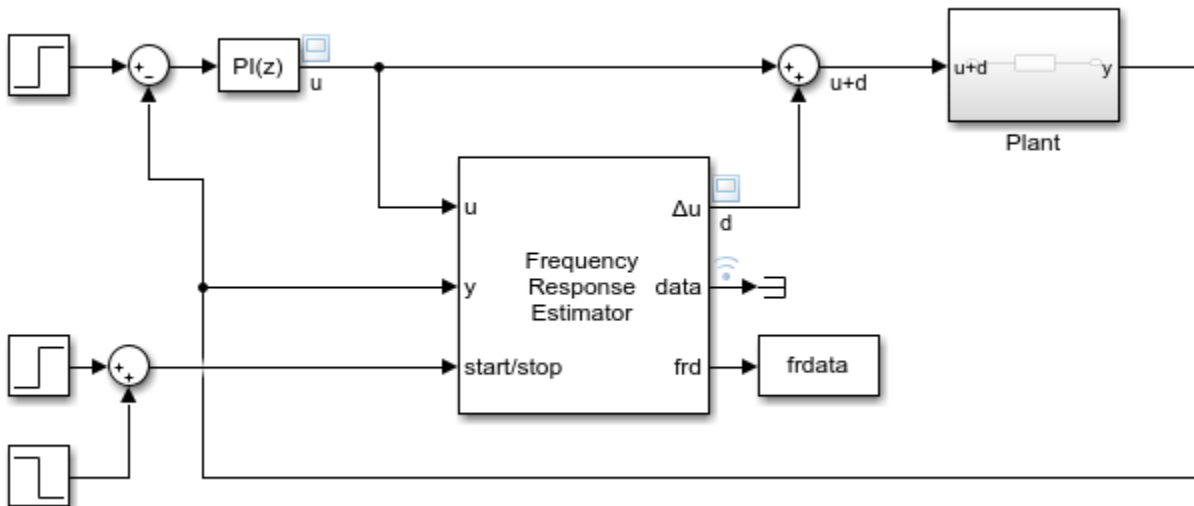 PI(z)
u
u+d
u+d
y
Plant
u
Δu
d
Frequency
Response
Estimator
y
data
start/stop
frd
frdata